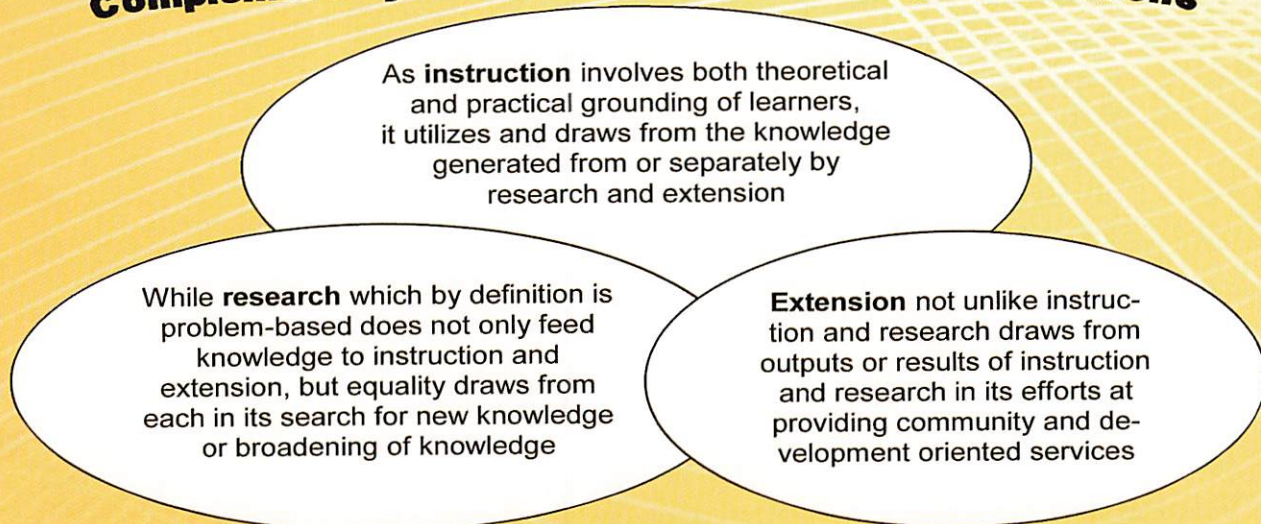 As instruction involves both theoretical
and practical grounding of learners,
it utilizes and draws from the knowledge
generated from or separately by
research and extension
While research which by definition is
problem-based does not only feed
knowledge to instruction and
extension, but equality draws from
each in its search for new knowledge
or broadening of knowledge
Extension not unlike instruc-
tion and research draws from
outputs or results of instruction
and research in its efforts at
providing community and de-
velopment oriented services